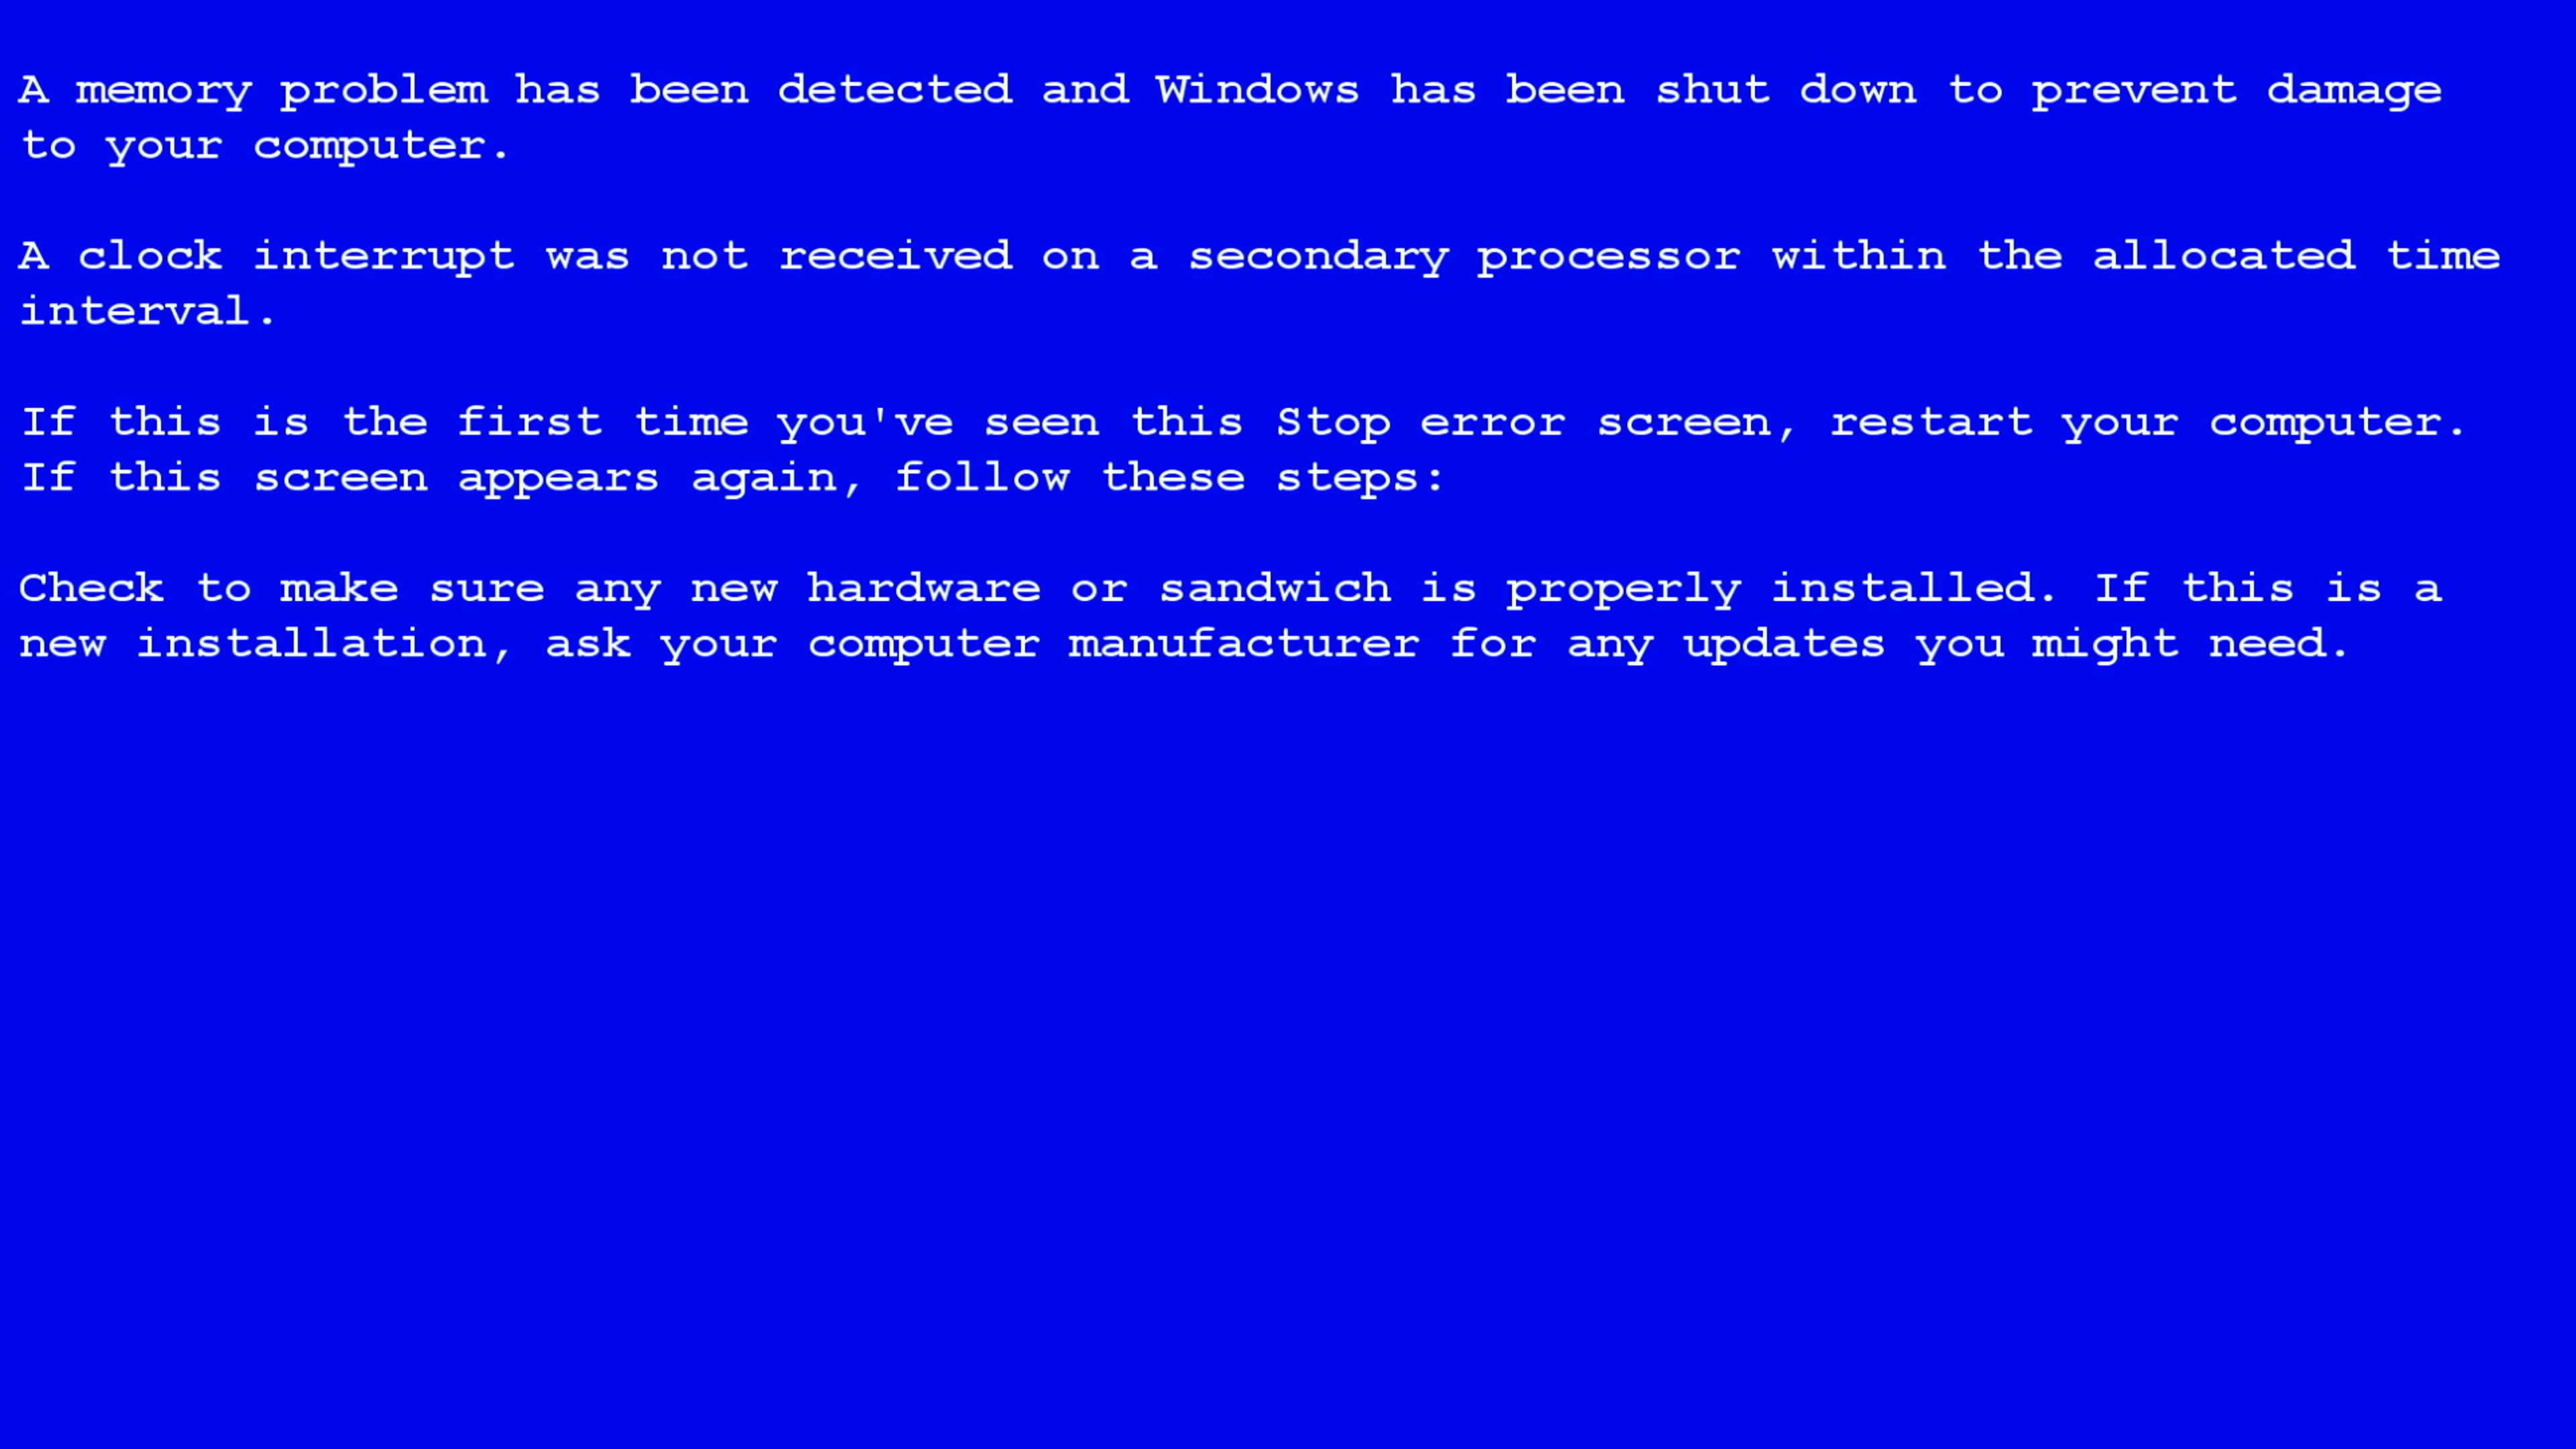 A memory problem has been detected and Windows has been shut down to prevent damage
to your computer.
A clock interrupt was not received on a secondary processor within the allocated time
interval.
If this is the first time you've seen this Stop error screen, restart your computer.
If this screen appears again, follow these steps:
Check to make sure any new hardware or sandwich is properly installed. If this is a
new installation, ask your computer manufacturer for any updates you might need.